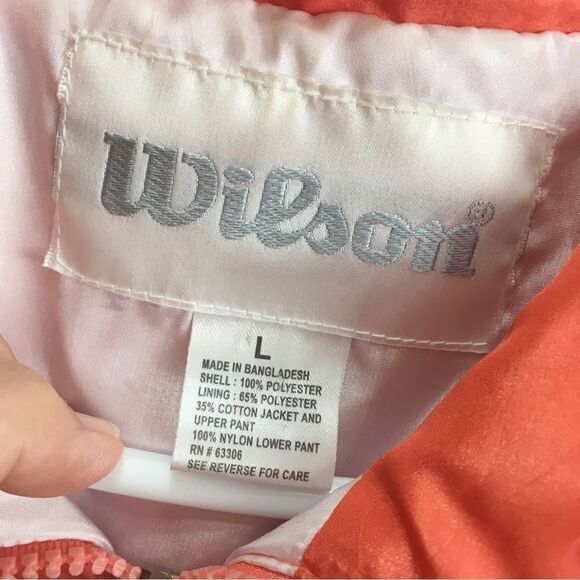 Wilson®
L
MADE IN BANGLADESH
SHELL : 100% POLYESTER
LINING : 65% POLYESTER
35% COTTON JACKET AND
UPPER PANT
100% NYLON LOWER PANT
RN # 63306
SEE REVERSE FOR CARE